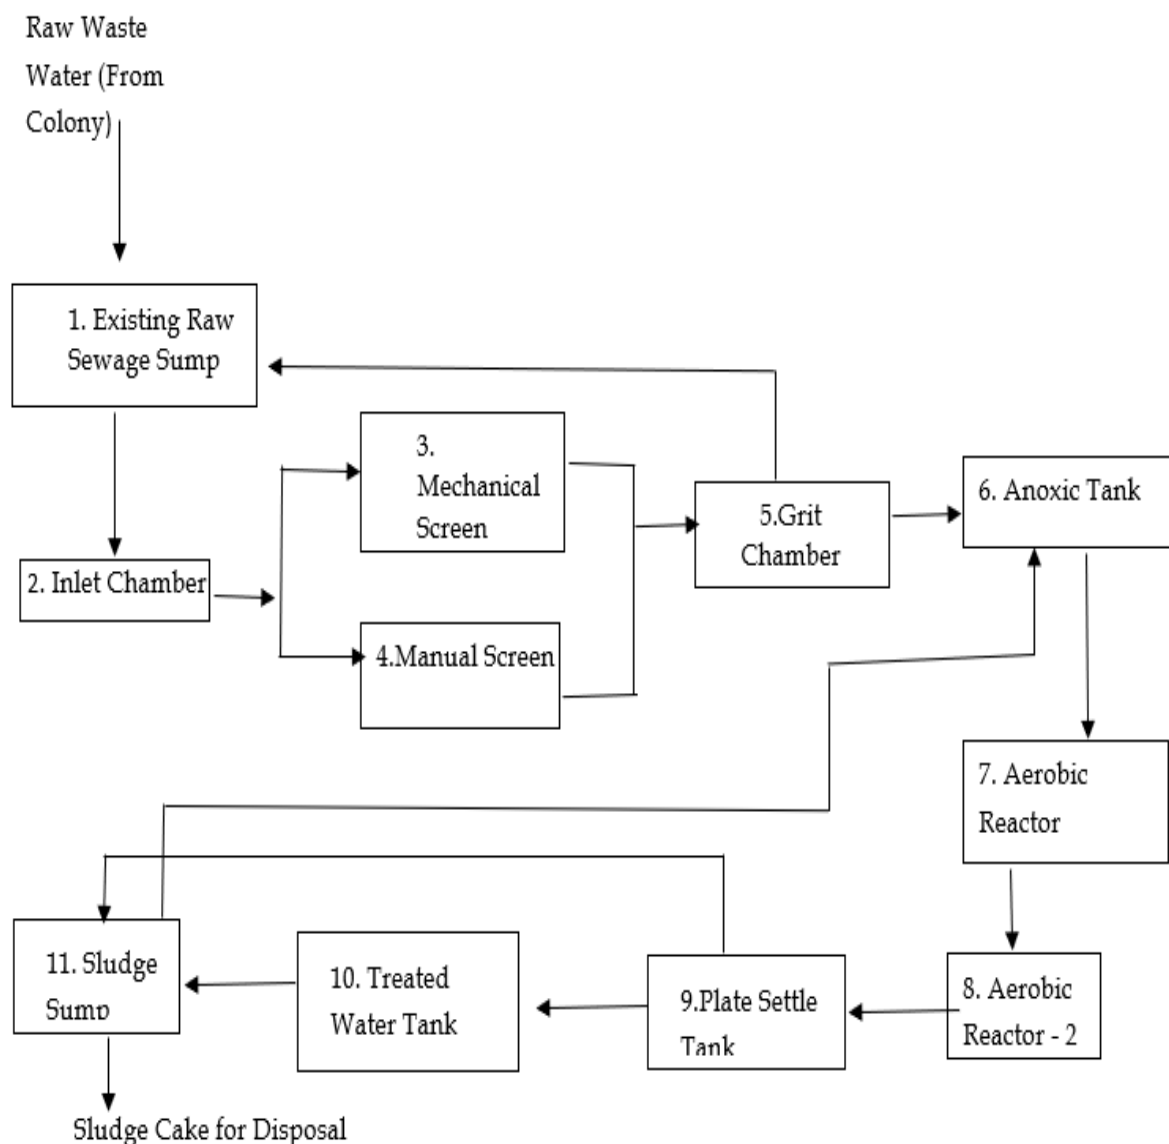 Raw Waste
Water (From
Colony)
1. Existing Raw
Sewage Sump
3.
Mechanical
Screen
2. Inlet Chamber
4.Manual Screen
5.Grit
Chamber
6. Anoxic Tank
7. Aerobic
Reactor
8. Aerobic
Reactor - 2
9.Plate Settle
Tank
10. Treated
Water Tank
11. Sludge
Sump
Sludge Cake for Disposal